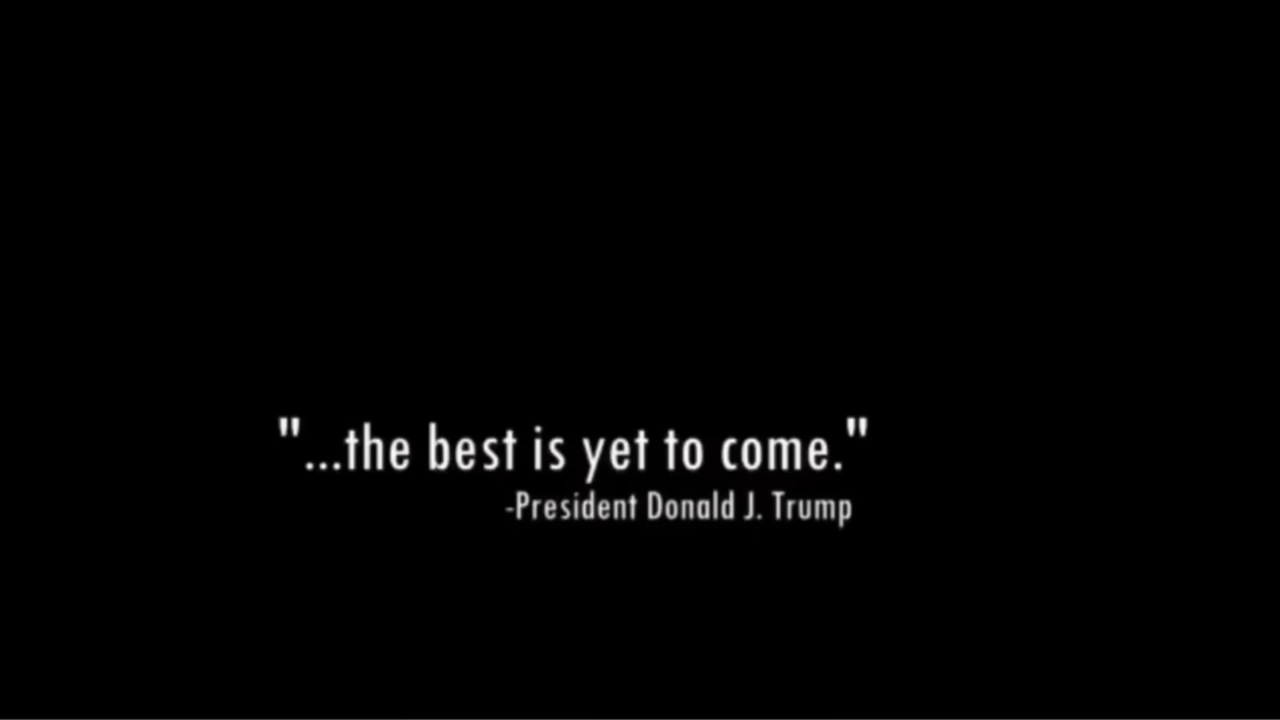 "...the best is yet to come."
-President Donald J. Trump